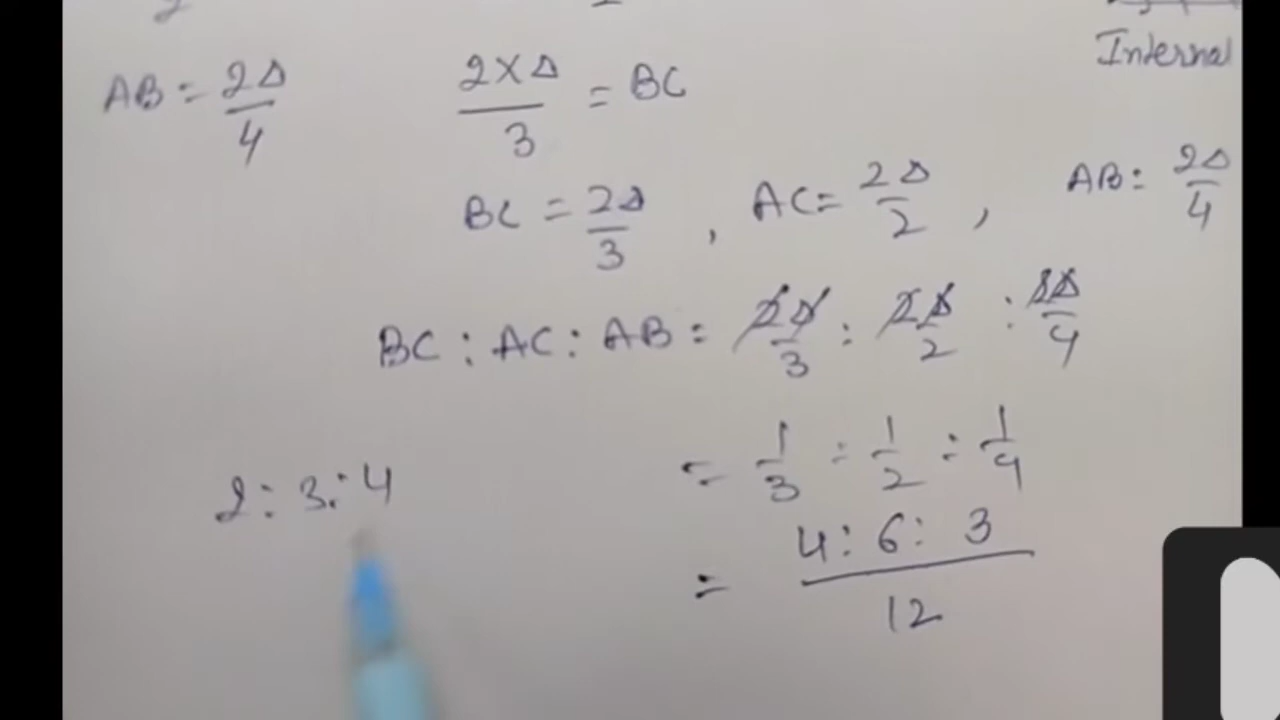 Internal
AB = 2Δ/4
2×Δ/3 = BC
BC = 2Δ/3 , AC = 2Δ/2 , AB = 2Δ/4
BC : AC : AB = 2Δ/3 : 2Δ/2 : 2Δ/4
= 1/3 : 1/2 : 1/4
2 : 3 : 4
= 4 : 6 : 3/12